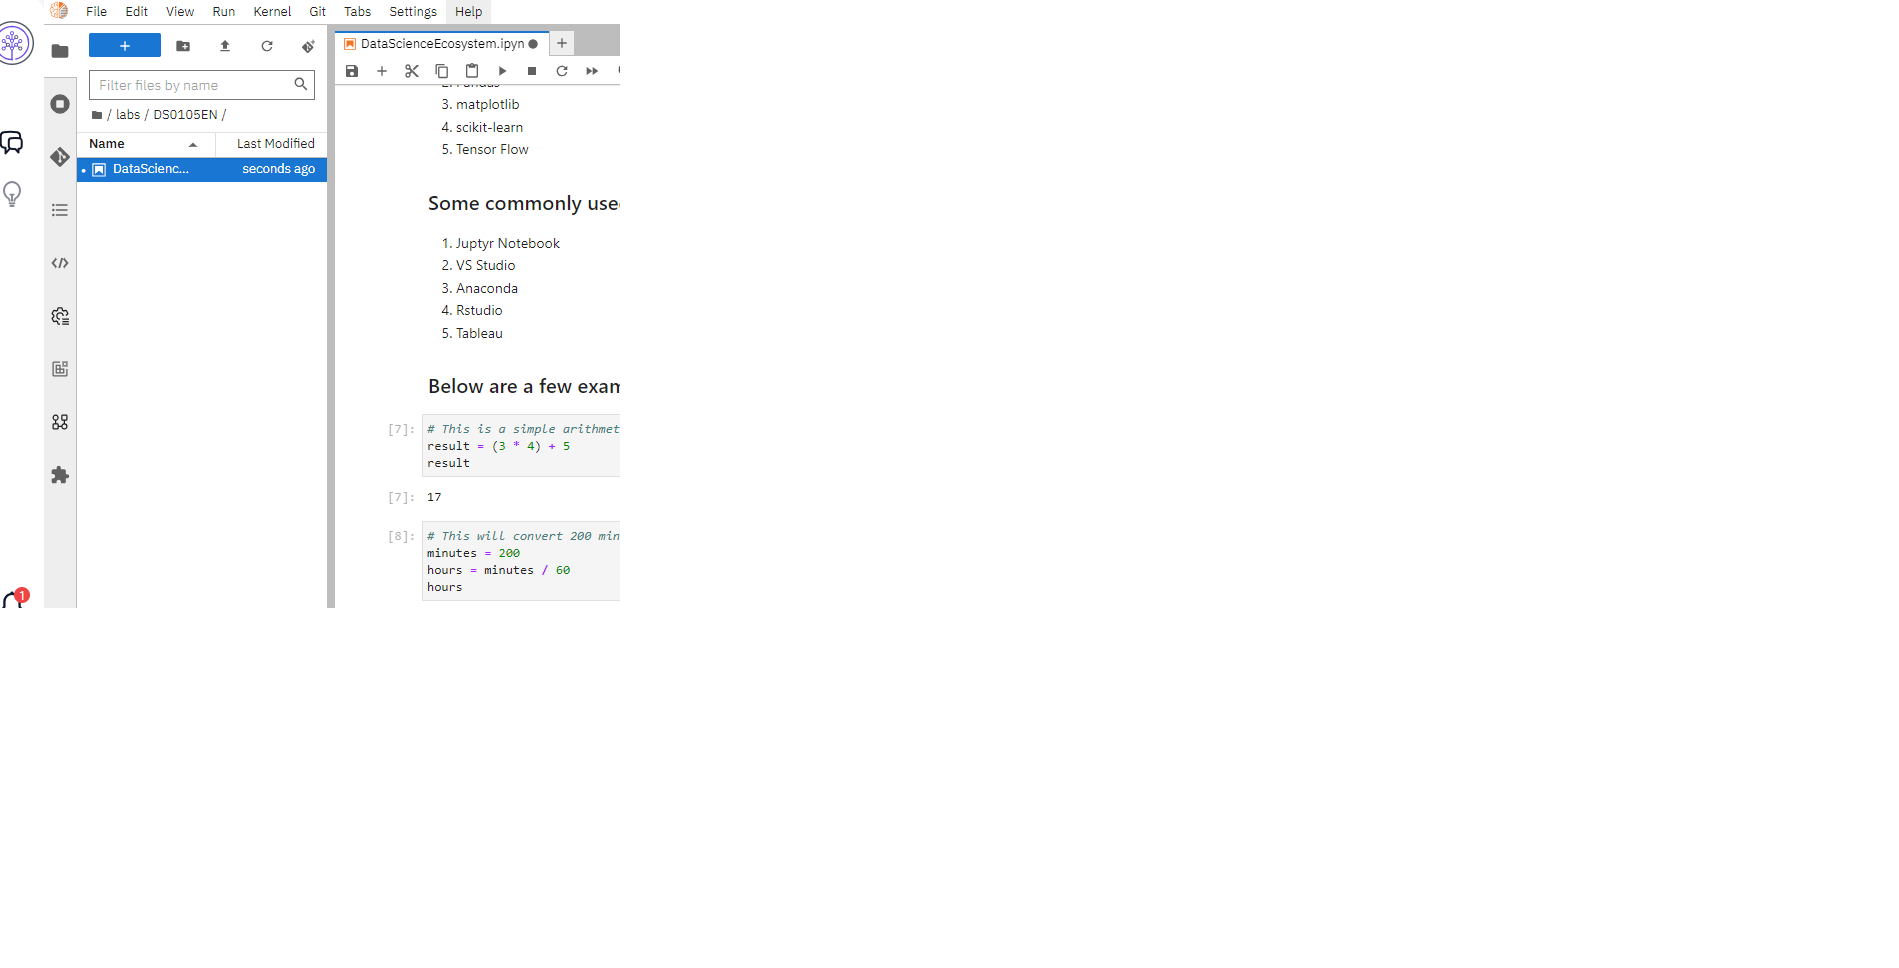 File Edit View Run Kernel Git Tabs Settings Help
DataScienceEcosystem.ipyn
Filter files by name
/ labs / DS0105EN /
Name Last Modified
DataScienc... seconds ago
3. matplotlib
4. scikit-learn
5. Tensor Flow
Some commonly use
1. Juptyr Notebook
2. VS Studio
3. Anaconda
4. Rstudio
5. Tableau
Below are a few exam
[7]: # This is a simple arithmet
result = (3 * 4) + 5
result
[7]: 17
[8]: # This will convert 200 min
minutes = 200
hours = minutes / 60
hours
1